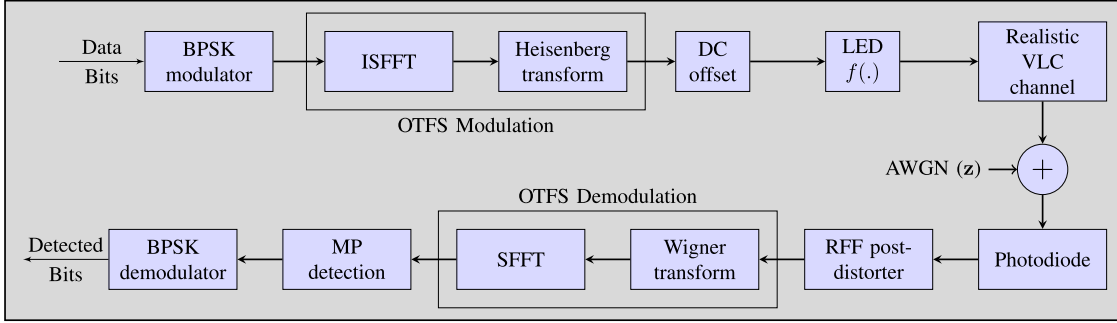 Data
Bits
BPSK
modulator
ISFFT
Heisenberg
transform
OTFS Modulation
DC
offset
LED
f(.)
Realistic
VLC
channel
AWGN (z)
+
Photodiode
RFF post-
distorter
OTFS Demodulation
Wigner
transform
SFFT
MP
detection
BPSK
demodulator
Detected
Bits